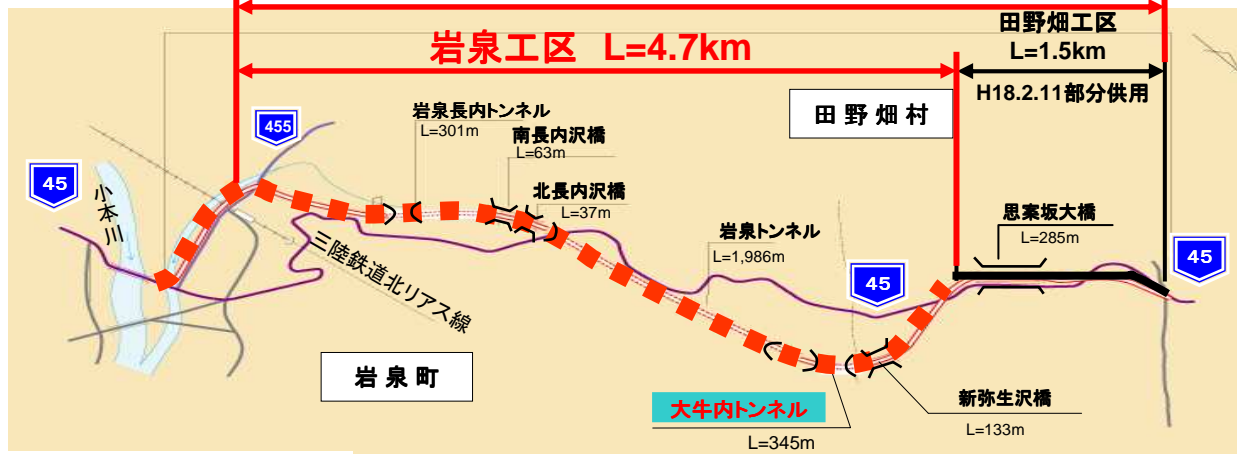 岩泉工区 L=4.7km
田野畑工区
L=1.5km
H18.2.11部分供用
田野畑村
岩泉長内トンネル
L=301m
南長内沢橋
L=63m
北長内沢橋
L=37m
455
45
小本川
三陸鉄道北リアス線
岩泉トンネル
L=1,986m
思案坂大橋
L=285m
45
45
岩泉町
大牛内トンネル
L=345m
新弥生沢橋
L=133m